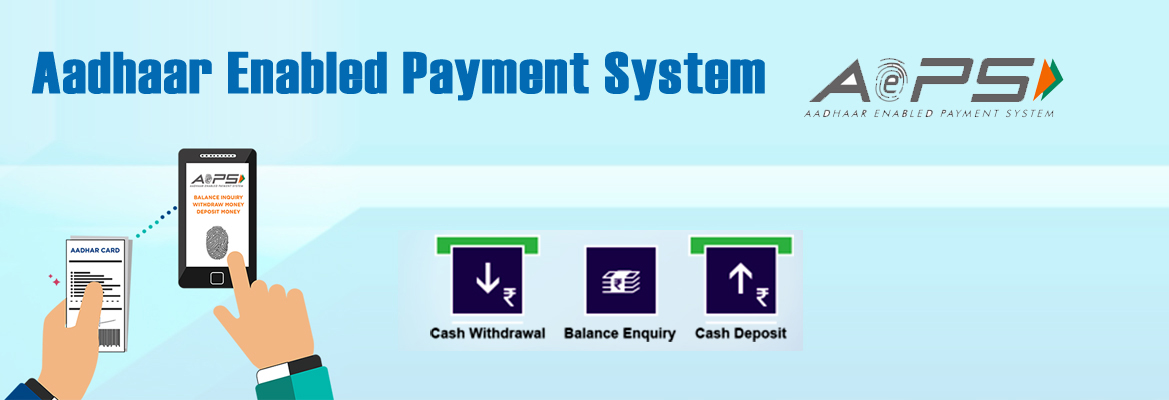 Aadhaar Enabled Payment System
AePS
AADHAAR ENABLED PAYMENT SYSTEM
AePS
AADHAAR ENABLED PAYMENT SYSTEM
BALANCE INQUIRY
WITHDRAW MONEY
DEPOSIT MONEY
AADHAR CARD
₹
₹
₹
Cash Withdrawal
Balance Enquiry
Cash Deposit